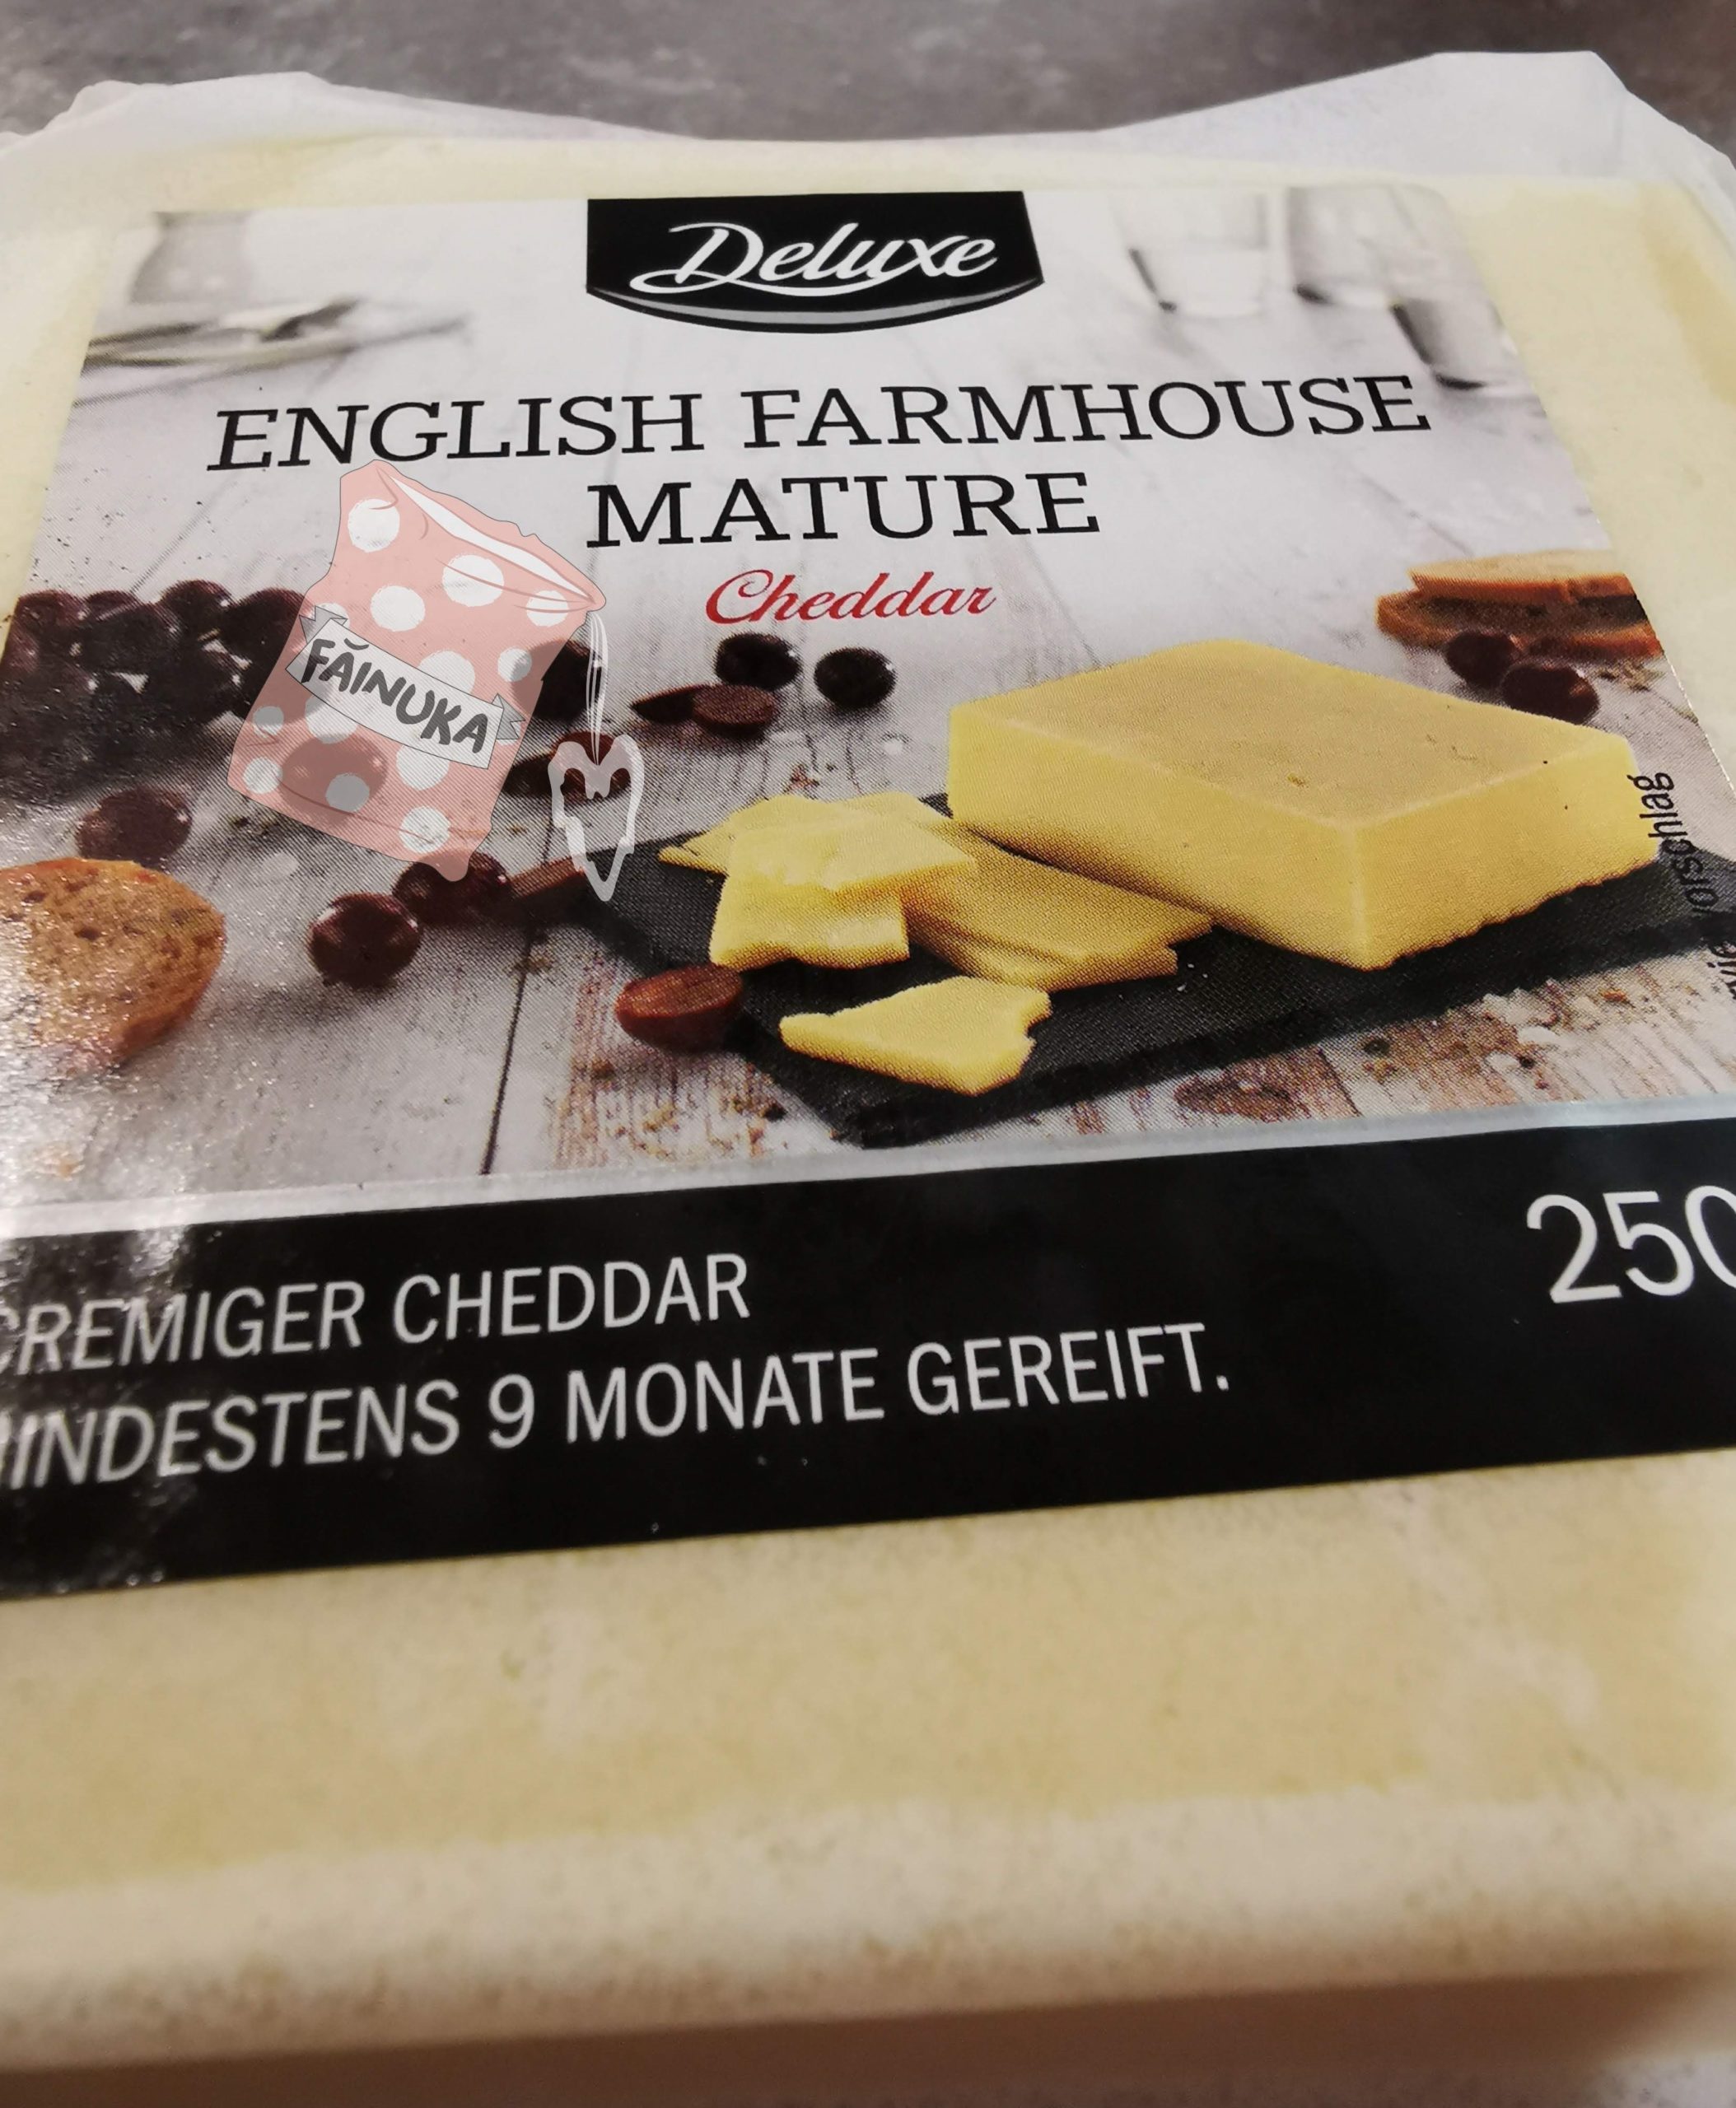 Deluxe
ENGLISH FARMHOUSE
MATURE
Cheddar
FĂINUKA
CREMIGER CHEDDAR
250
MINDESTENS 9 MONATE GEREIFT.